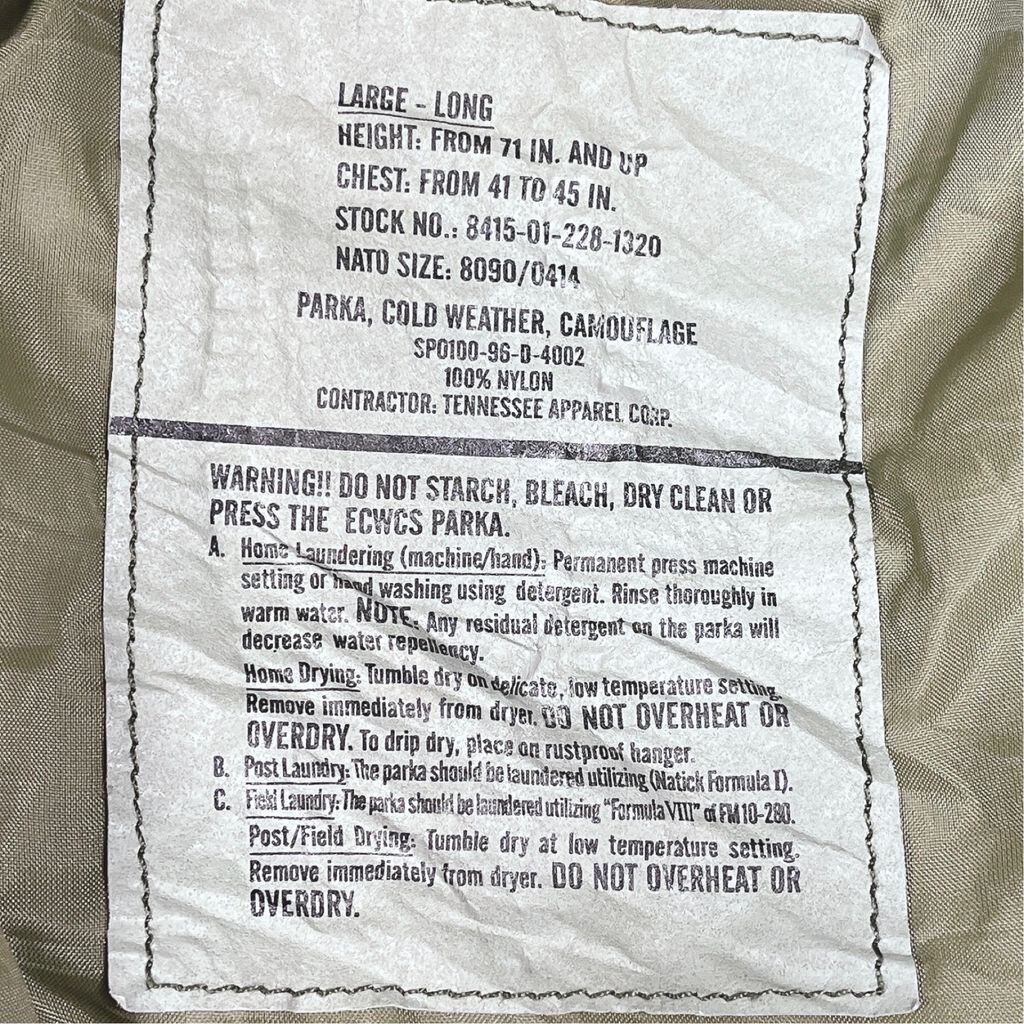 LARGE - LONG
HEIGHT: FROM 71 IN. AND UP
CHEST: FROM 41 TO 45 IN.
STOCK NO.: 8415-01-228-1320
NATO SIZE: 8090/0414
PARKA, COLD WEATHER, CAMOUFLAGE
SP0100-96-D-4002
100% NYLON
CONTRACTOR: TENNESSEE APPAREL CORP.
WARNING!! DO NOT STARCH, BLEACH, DRY CLEAN OR
PRESS THE ECWCS PARKA.
A. Home Laundering (machine/hand): Permanent press machine
setting or hand washing using detergent. Rinse thoroughly in
warm water. NOTE: Any residual detergent on the parka will
decrease water repellency.
Home Drying: Tumble dry on delicate, low temperature setting.
Remove immediately from dryer. DO NOT OVERHEAT OR
OVERDRY. To drip dry, place on rustproof hanger.
B. Post Laundry: The parka should be laundered utilizing (Natick Formula I).
C. Field Laundry: The parka should be laundered utilizing "Formula VIII" of FM 10-280.
Post/Field Drying: Tumble dry at low temperature setting.
Remove immediately from dryer. DO NOT OVERHEAT OR
OVERDRY.